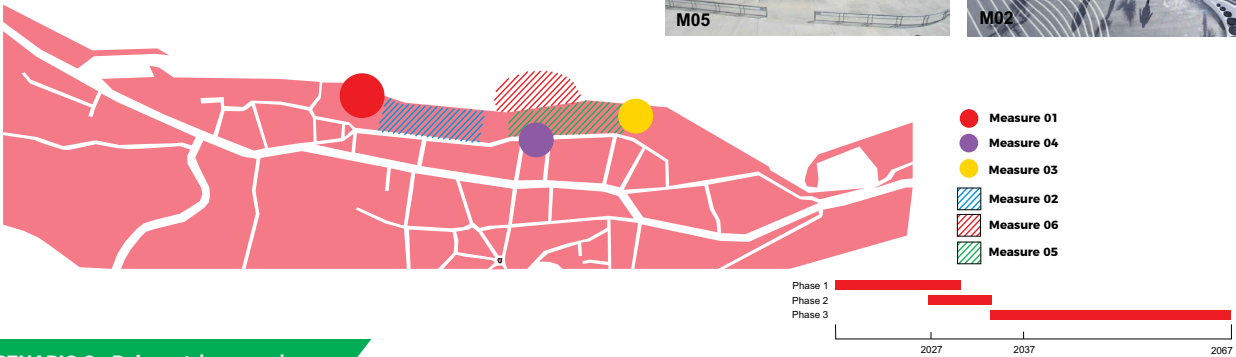 M05
M02
Measure 01
Measure 04
Measure 03
Measure 02
Measure 06
Measure 05
Phase 1
Phase 2
Phase 3
2027
2037
2067